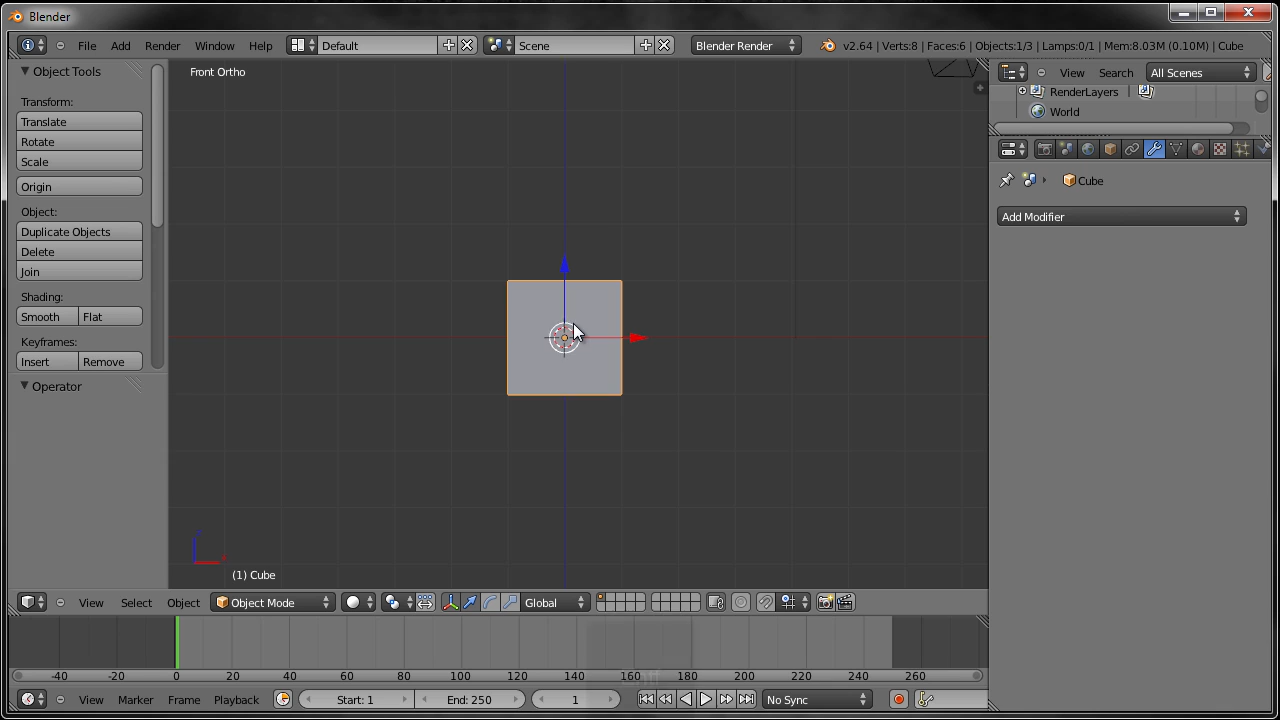 Blender
File Add Render Window Help Default Scene Blender Render v2.64 | Verts:8 | Faces:6 | Objects:1/3 | Lamps:0/1 | Mem:8.03M (0.10M) | Cube
Object Tools
Transform:
Translate
Rotate
Scale
Origin
Object:
Duplicate Objects
Delete
Join
Shading:
Smooth Flat
Keyframes:
Insert Remove
Operator
Front Ortho
(1) Cube
View Search All Scenes
RenderLayers |
World
Cube
Add Modifier
View Select Object Object Mode Global
-40 -20 0 20 40 60 80 100 120 140 160 180 200 220 240 260
View Marker Frame Playback Start: 1 End: 250 1 No Sync